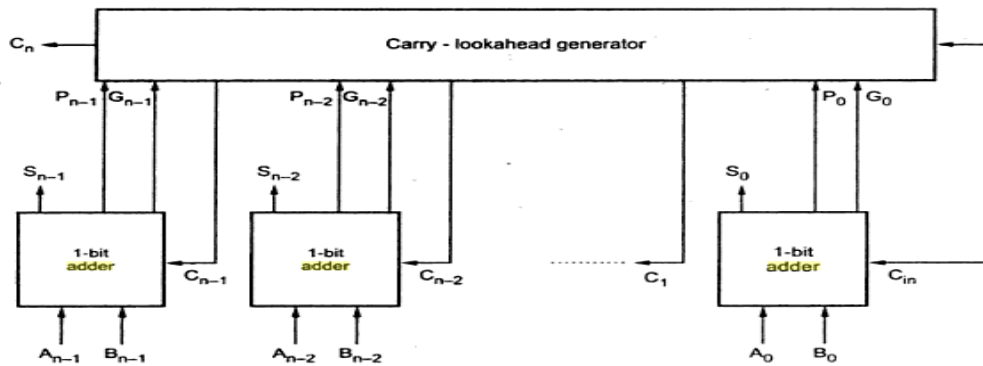 Carry - lookahead generator
Cn
Pn–1 Gn–1 Pn–2 Gn–2 P0 G0
Sn–1 Sn–2 S0
1-bit adder
1-bit adder
1-bit adder
Cn–1 Cn–2 C1 Cin
An–1 Bn–1 An–2 Bn–2 A0 B0